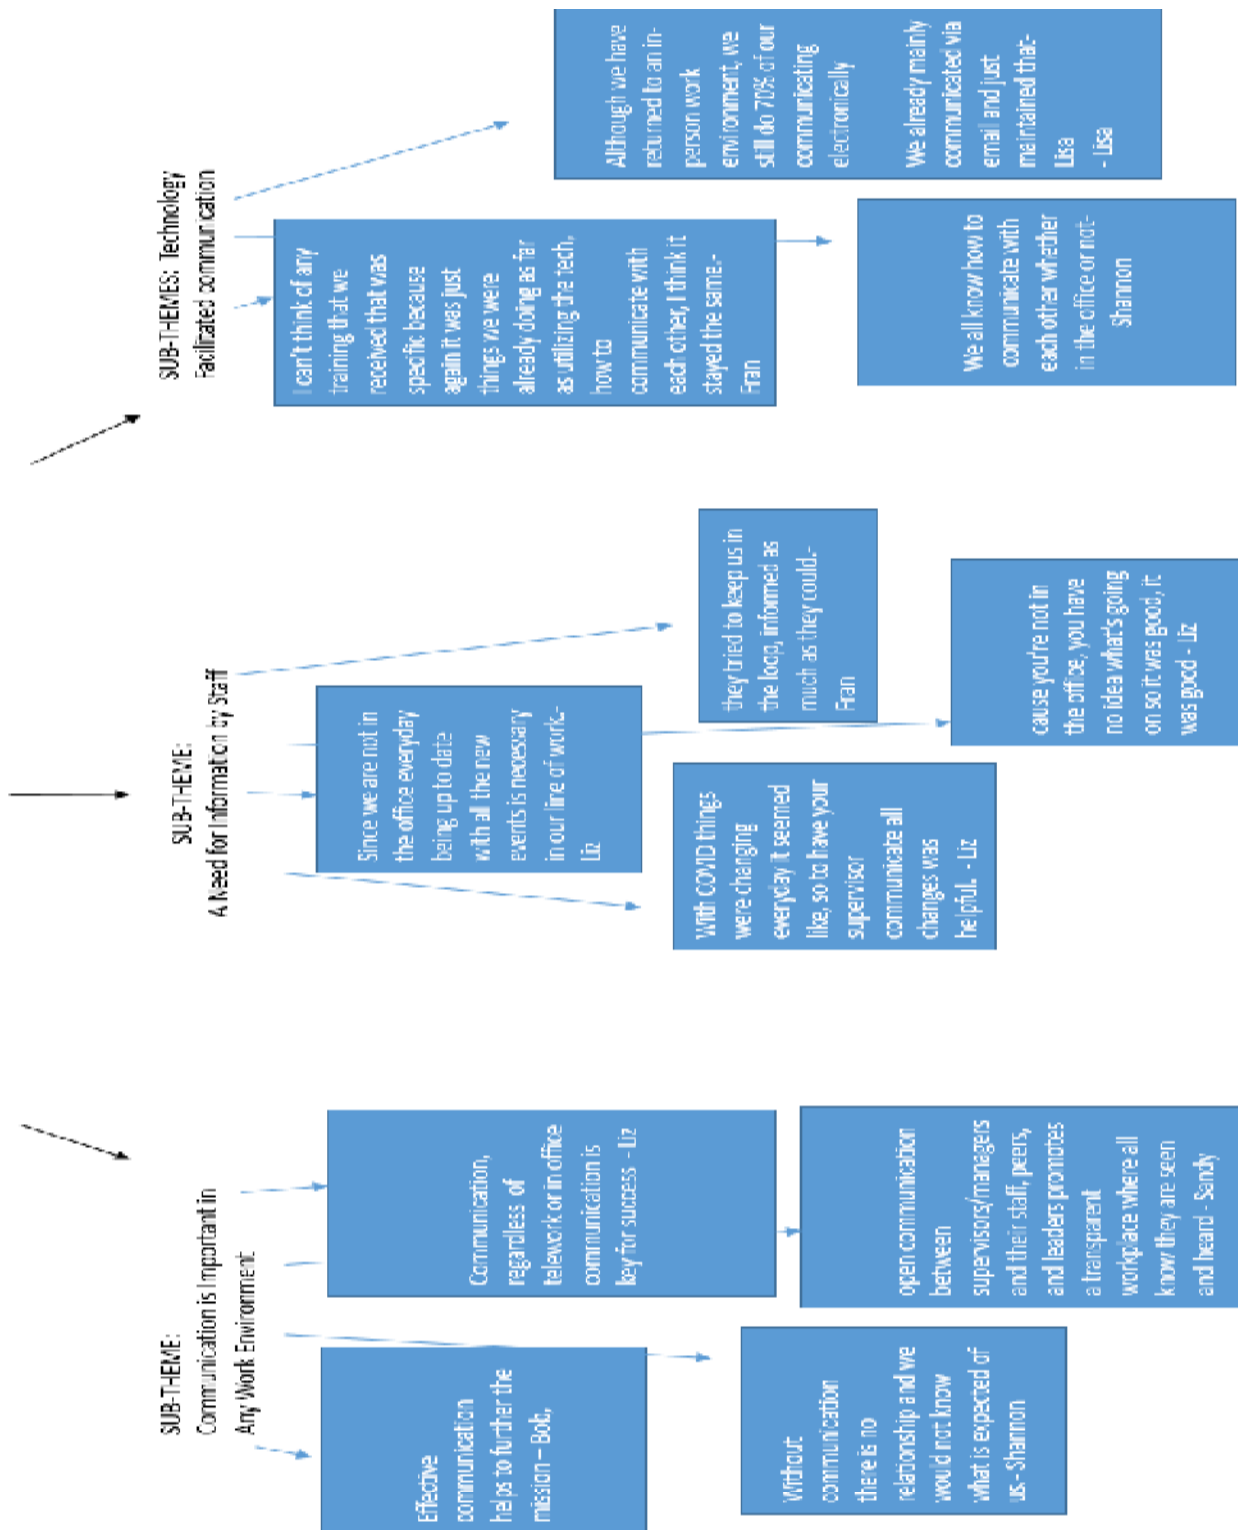 SUB-THEME:
Communication is Important in
Any Work Environment
Effective
communication
helps to further the
mission – Bob,
Without
communication
there is no
relationship and we
would not know
what is expected of
us.- Shannon
Communication,
regardless of
telework or in office
communication is
key for success - Liz
open communication
between
supervisors/managers
and their staff, peers,
and leaders promotes
a transparent
workplace where all
know they are seen
and heard - Sandy
SUB-THEME:
A Need for Information by Staff
Since we are not in
the office everyday
being up to date
with all the new
events is necessary
in our line of work.-
Liz
With COVID things
were changing
everyday it seemed
like, so to have your
supervisor
communicate all
changes was
helpful. - Liz
they tried to keep us in
the loop, informed as
much as they could.-
Fran
cause you're not in
the office, you have
no idea what's going
on so it was good, it
was good - Liz
SUB-THEMES: Technology
Facilitated communication
I can't think of any
training that we
received that was
specific because
again it was just
things we were
already doing as far
as utilizing the tech,
how to
communicate with
each other, I think it
stayed the same.-
Fran
We all know how to
communicate with
each other whether
in the office or not-
Shannon
Although we have
returned to an in-
person work
environment, we
still do 70% of our
communicating
electronically
We already mainly
communicated via
email and just
maintained that-
Lisa
- Lisa